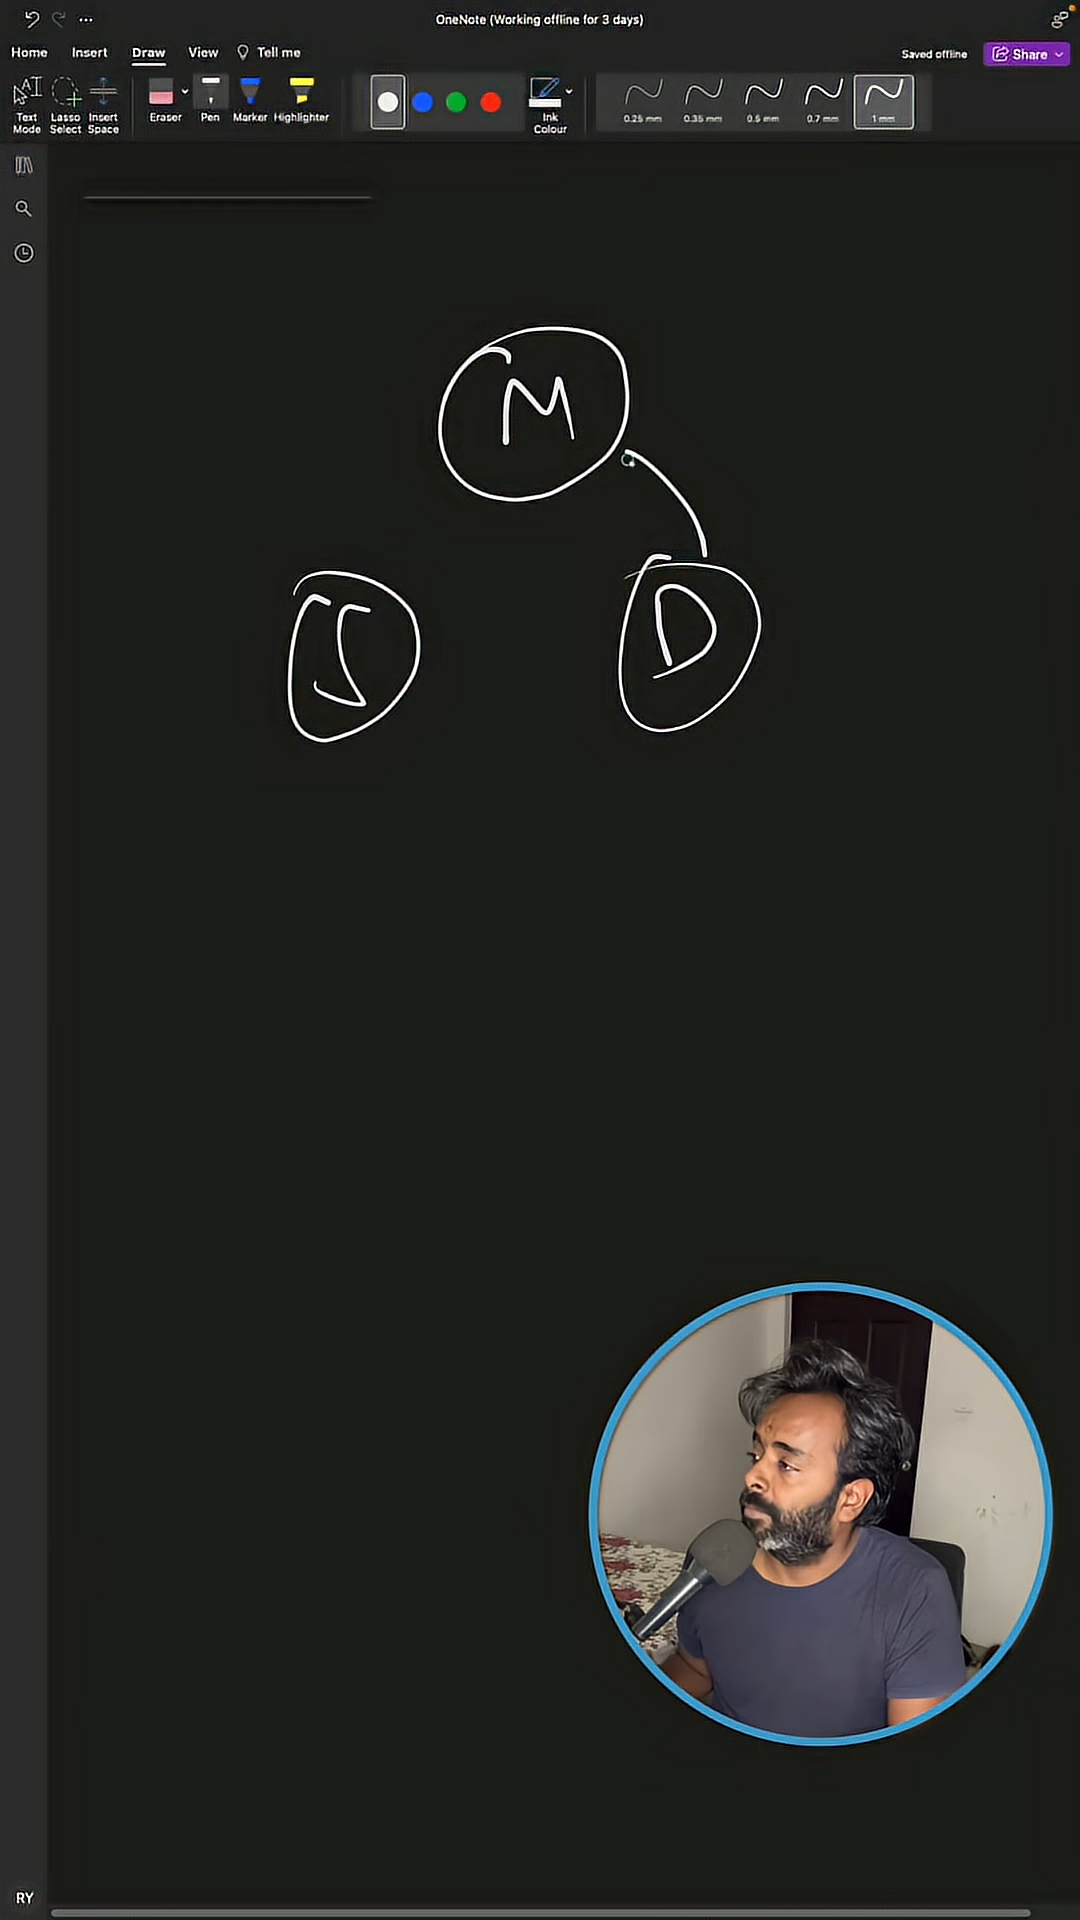 OneNote (Working offline for 3 days)
Home Insert Draw View Tell me
Saved offline Share
Text Mode
Lasso Select
Insert Space
Eraser
Pen
Marker
Highlighter
Ink Colour
0.25 mm
0.35 mm
0.5 mm
0.7 mm
1 mm
M
J
D
RY